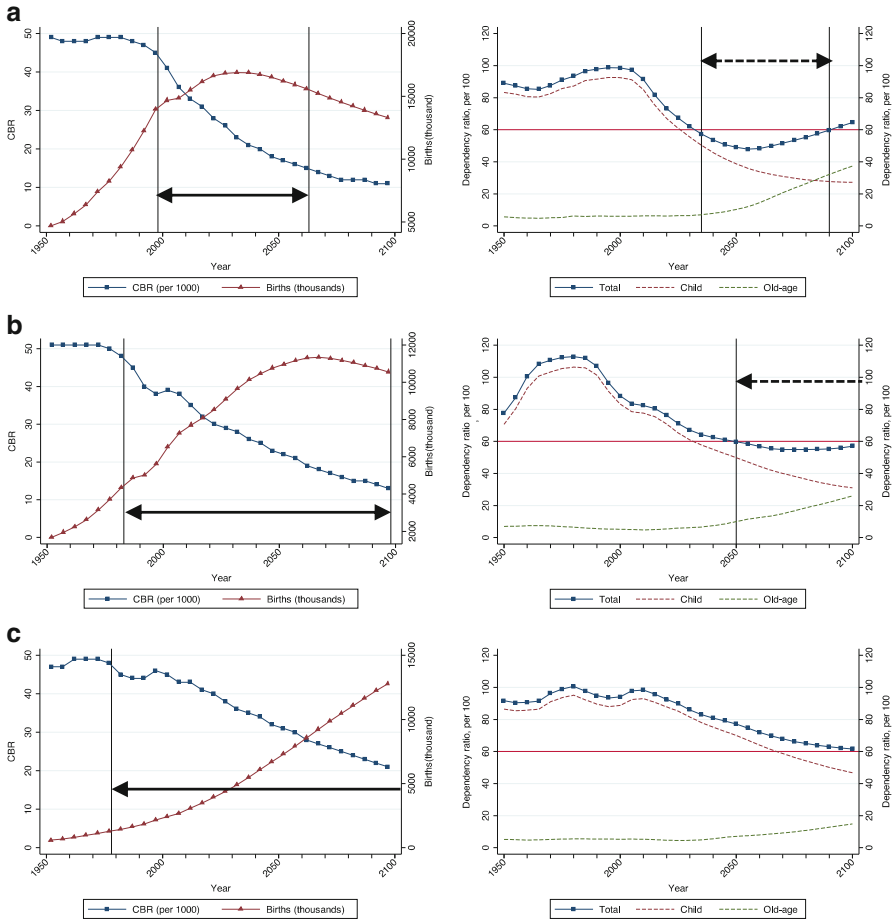 a
50
40
30
20
10
0
CBR
20000
15000
10000
5000
Births(thousand)
1950
2000
2050
2100
Year
CBR (per 1000)
Births (thousands)
120
100
80
60
40
20
0
Dependency ratio, per 100
120
100
80
60
40
20
0
Dependency ratio, per 100
1950
2000
2050
2100
Year
Total
Child
Old-age
b
50
40
30
20
10
0
CBR
12000
10000
8000
6000
4000
2000
Births(thousand)
1950
2000
2050
2100
Year
CBR (per 1000)
Births (thousands)
120
100
80
60
40
20
0
Dependency ratio, per 100
120
100
80
60
40
20
0
Dependency ratio, per 100
1950
2000
2050
2100
Year
Total
Child
Old-age
c
50
40
30
20
10
0
CBR
15000
10000
5000
0
Births(thousand)
1950
2000
2050
2100
Year
CBR (per 1000)
Births (thousands)
120
100
80
60
40
20
0
Dependency ratio, per 100
120
100
80
60
40
20
0
Dependency ratio, per 100
1950
2000
2050
2100
Year
Total
Child
Old-age